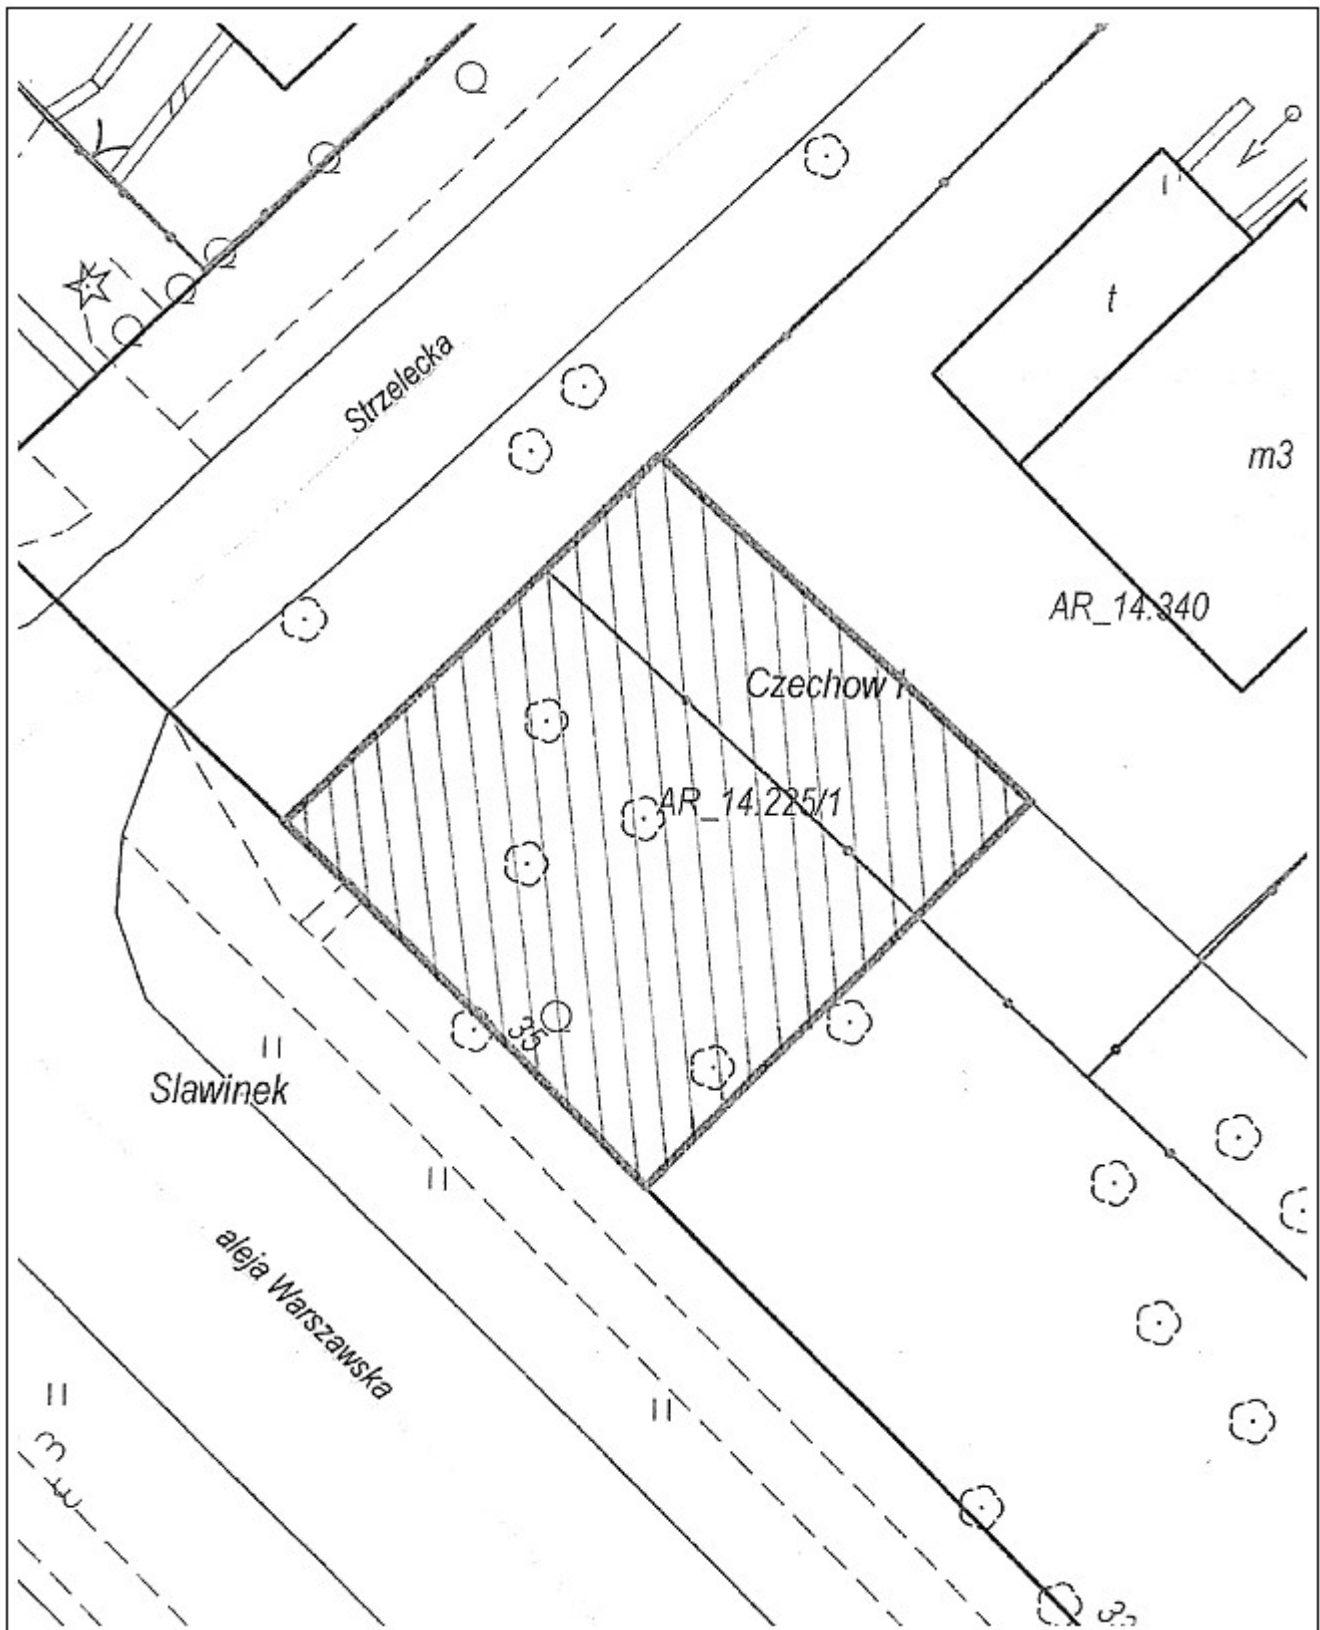 t
Strzelecka
m3
AR_14.340
Czechow I
AR_14.225/1
35
Slawinek
aleja Warszawska